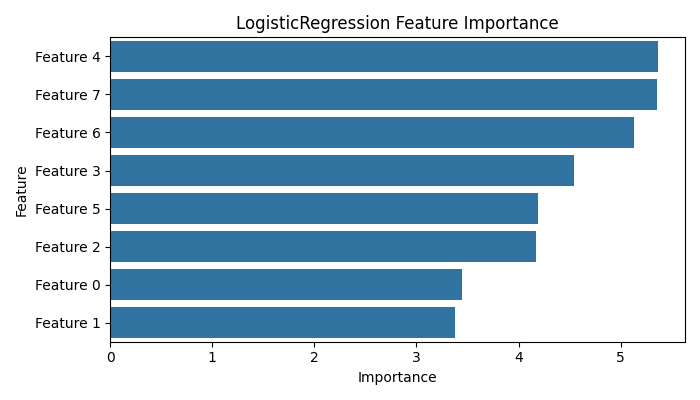 LogisticRegression Feature Importance
Feature 4
Feature 7
Feature 6
Feature 3
Feature 5
Feature 2
Feature 0
Feature 1
Feature
0 1 2 3 4 5
Importance